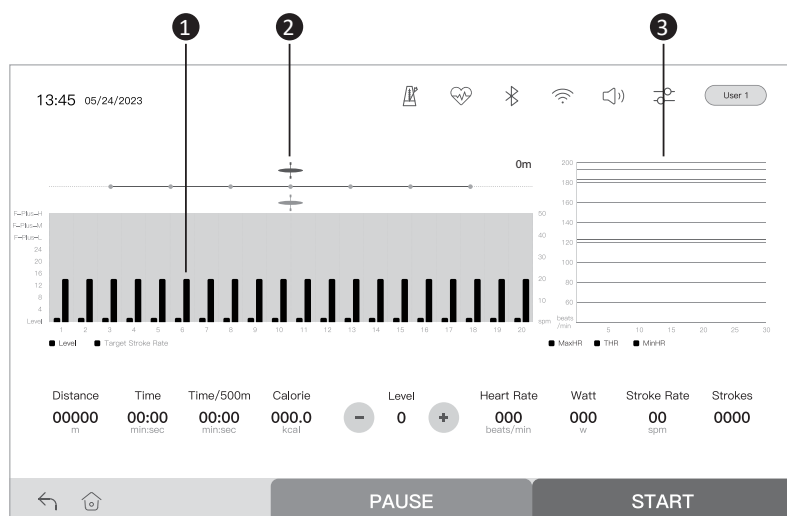 1 2 3
13:45 05/24/2023
User 1
0m
F-Plus-H
F-Plus-M
F-Plus-L
24
20
16
12
8
4
Level
50
40
30
20
10
spm
1 2 3 4 5 6 7 8 9 10 11 12 13 14 15 16 17 18 19 20
Level Target Stroke Rate
200
180
160
140
120
100
80
60
beats
/min
5 10 15 20 25 30
MaxHR THR MinHR
Distance Time Time/500m Calorie Level Heart Rate Watt Stroke Rate Strokes
00000 00:00 00:00 000.0 − 0 + 000 000 00 0000
m min:sec min:sec kcal beats/min w spm
PAUSE START